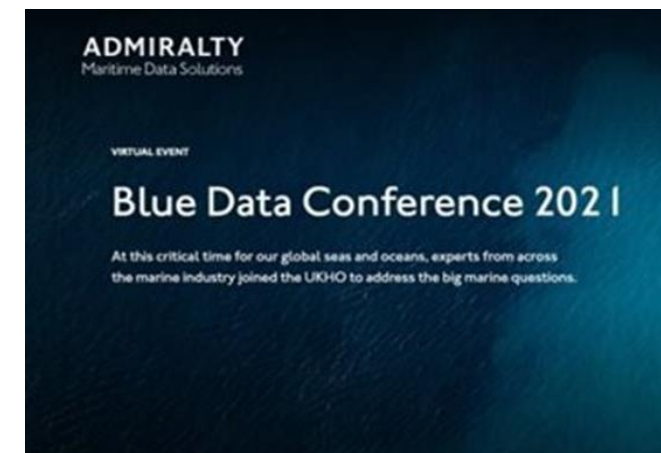 ADMIRALTY
Maritime Data Solutions
VIRTUAL EVENT
Blue Data Conference 2021
At this critical time for our global seas and oceans, experts from across
the marine industry joined the UKHO to address the big marine questions.